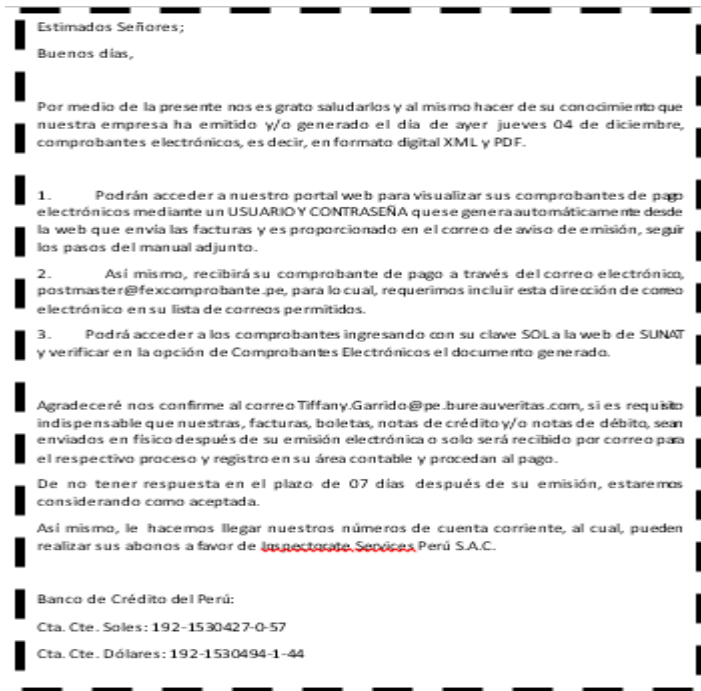 Estimados Señores;
Buenos días,
Por medio de la presente nos es grato saludarlos y al mismo hacer de su conocimiento que
nuestra empresa ha emitido y/o generado el día de ayer jueves 04 de diciembre,
comprobantes electrónicos, es decir, en formato digital XML y PDF.
1. Podrán acceder a nuestro portal web para visualizar sus comprobantes de pago
electrónicos mediante un USUARIO Y CONTRASEÑA que se genera automáticamente desde
la web que envía las facturas y es proporcionado en el correo de aviso de emisión, seguir
los pasos del manual adjunto.
2. Así mismo, recibirá su comprobante de pago a través del correo electrónico,
postmaster@fexcomprobante.pe, para lo cual, requerimos incluir esta dirección de correo
electrónico en su lista de correos permitidos.
3. Podrá acceder a los comprobantes ingresando con su clave SOL a la web de SUNAT
y verificar en la opción de Comprobantes Electrónicos el documento generado.
Agradeceré nos confirme al correo Tiffany.Garrido@pe.bureauveritas.com, si es requisito
indispensable que nuestras, facturas, boletas, notas de crédito y/o notas de débito, sean
enviados en físico después de su emisión electrónica o solo será recibido por correo para
el respectivo proceso y registro en su área contable y procedan al pago.
De no tener respuesta en el plazo de 07 días después de su emisión, estaremos
considerando como aceptada.
Así mismo, le hacemos llegar nuestros números de cuenta corriente, al cual, pueden
realizar sus abonos a favor de Inspectorate Services Perú S.A.C.
Banco de Crédito del Perú:
Cta. Cte. Soles: 192-1530427-0-57
Cta. Cte. Dólares: 192-1530494-1-44